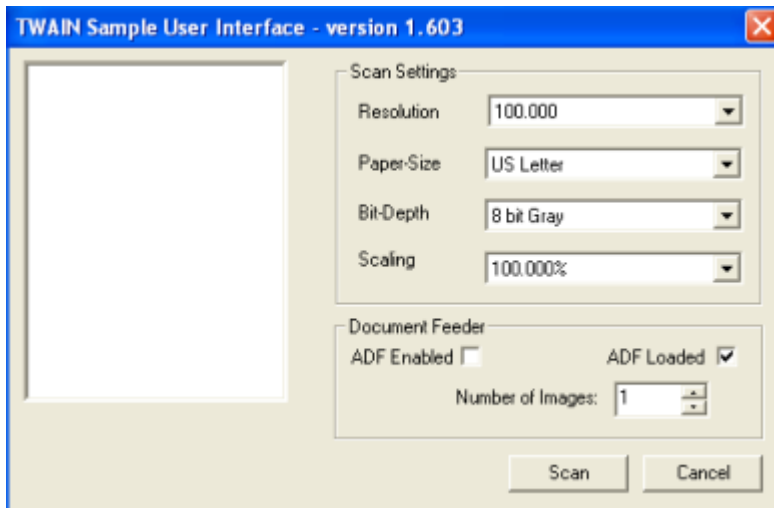 TWAIN Sample User Interface - version 1.603
Scan Settings
Resolution 100.000
Paper-Size US Letter
Bit-Depth 8 bit Gray
Scaling 100.000%
Document Feeder
ADF Enabled ADF Loaded
Number of Images: 1
Scan Cancel